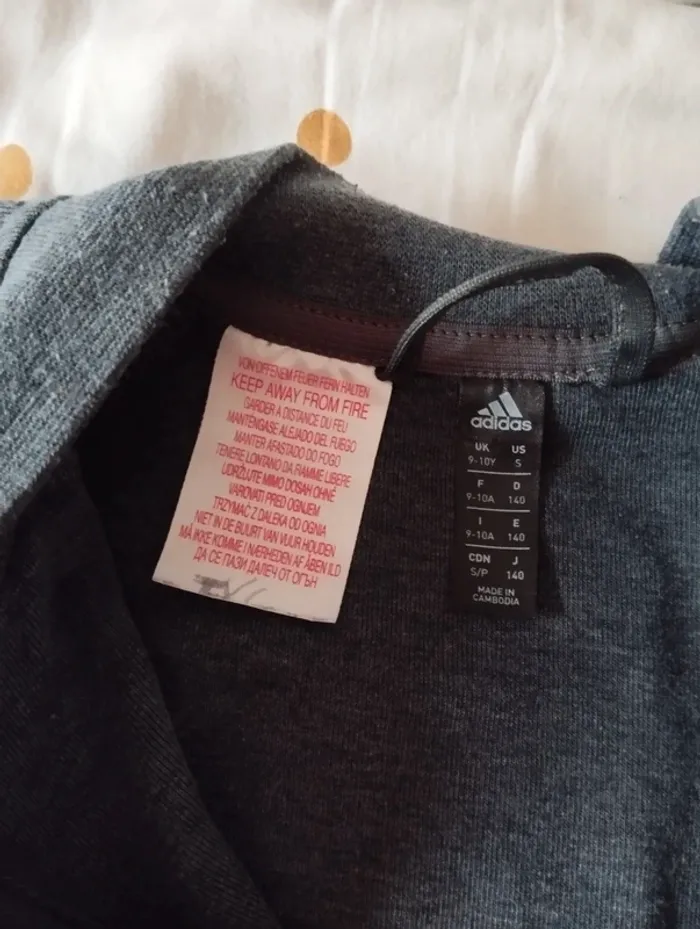 VON OFFENEM FEUER FERN HALTEN
KEEP AWAY FROM FIRE
GARDER A DISTANCE DU FEU
MANTENGASE ALEJADO DEL FUEGO
MANTER AFASTADO DO FOGO
TENERE LONTANO DA FIAMME LIBERE
UDRŽUJTE MIMO DOSAH OHNĚ
VAROVATI PRED OGNJEM
TRZYMAĆ Z DALEKA OD OGNIA
NIET IN DE BUURT VAN VUUR HOUDEN
MÅ IKKE KOMME I NÆRHEDEN AF ÅBEN ILD
ДА СЕ ПАЗИ ДАЛЕЧ ОТ ОГЪН
adidas
UK US
9-10Y S
F D
9-10A 140
I E
9-10A 140
CDN J
S/P 140
MADE IN
CAMBODIA